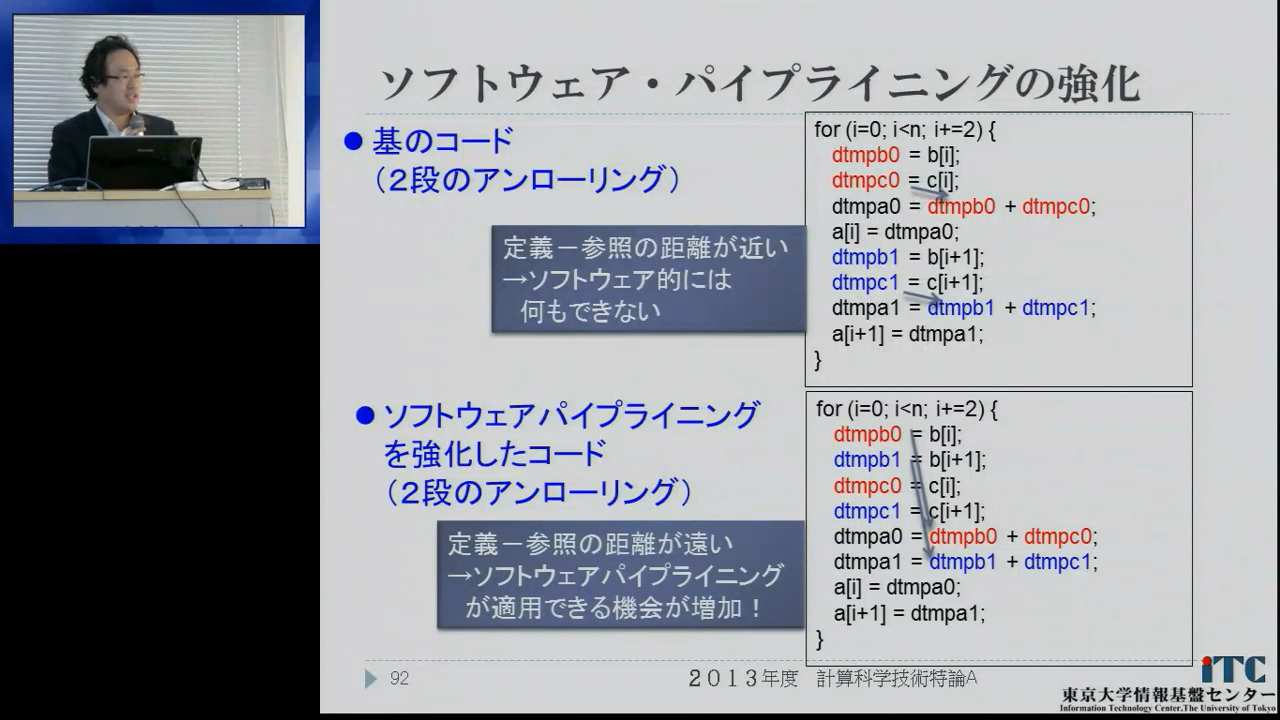 ソフトウェア・パイプライニングの強化
● 基のコード
（２段のアンローリング）
定義－参照の距離が近い
→ソフトウェア的には
何もできない
for (i=0; i<n; i+=2) {
dtmpb0 = b[i];
dtmpc0 = c[i];
dtmpa0 = dtmpb0 + dtmpc0;
a[i] = dtmpa0;
dtmpb1 = b[i+1];
dtmpc1 = c[i+1];
dtmpa1 = dtmpb1 + dtmpc1;
a[i+1] = dtmpa1;
}
● ソフトウェアパイプライニング
を強化したコード
（２段のアンローリング）
定義－参照の距離が遠い
→ソフトウェアパイプライニング
が適用できる機会が増加！
for (i=0; i<n; i+=2) {
dtmpb0 = b[i];
dtmpb1 = b[i+1];
dtmpc0 = c[i];
dtmpc1 = c[i+1];
dtmpa0 = dtmpb0 + dtmpc0;
dtmpa1 = dtmpb1 + dtmpc1;
a[i] = dtmpa0;
a[i+1] = dtmpa1;
}
92
２０１３年度　計算科学技術特論A
iTC
東京大学情報基盤センター
Information Technology Center,The University of Tokyo